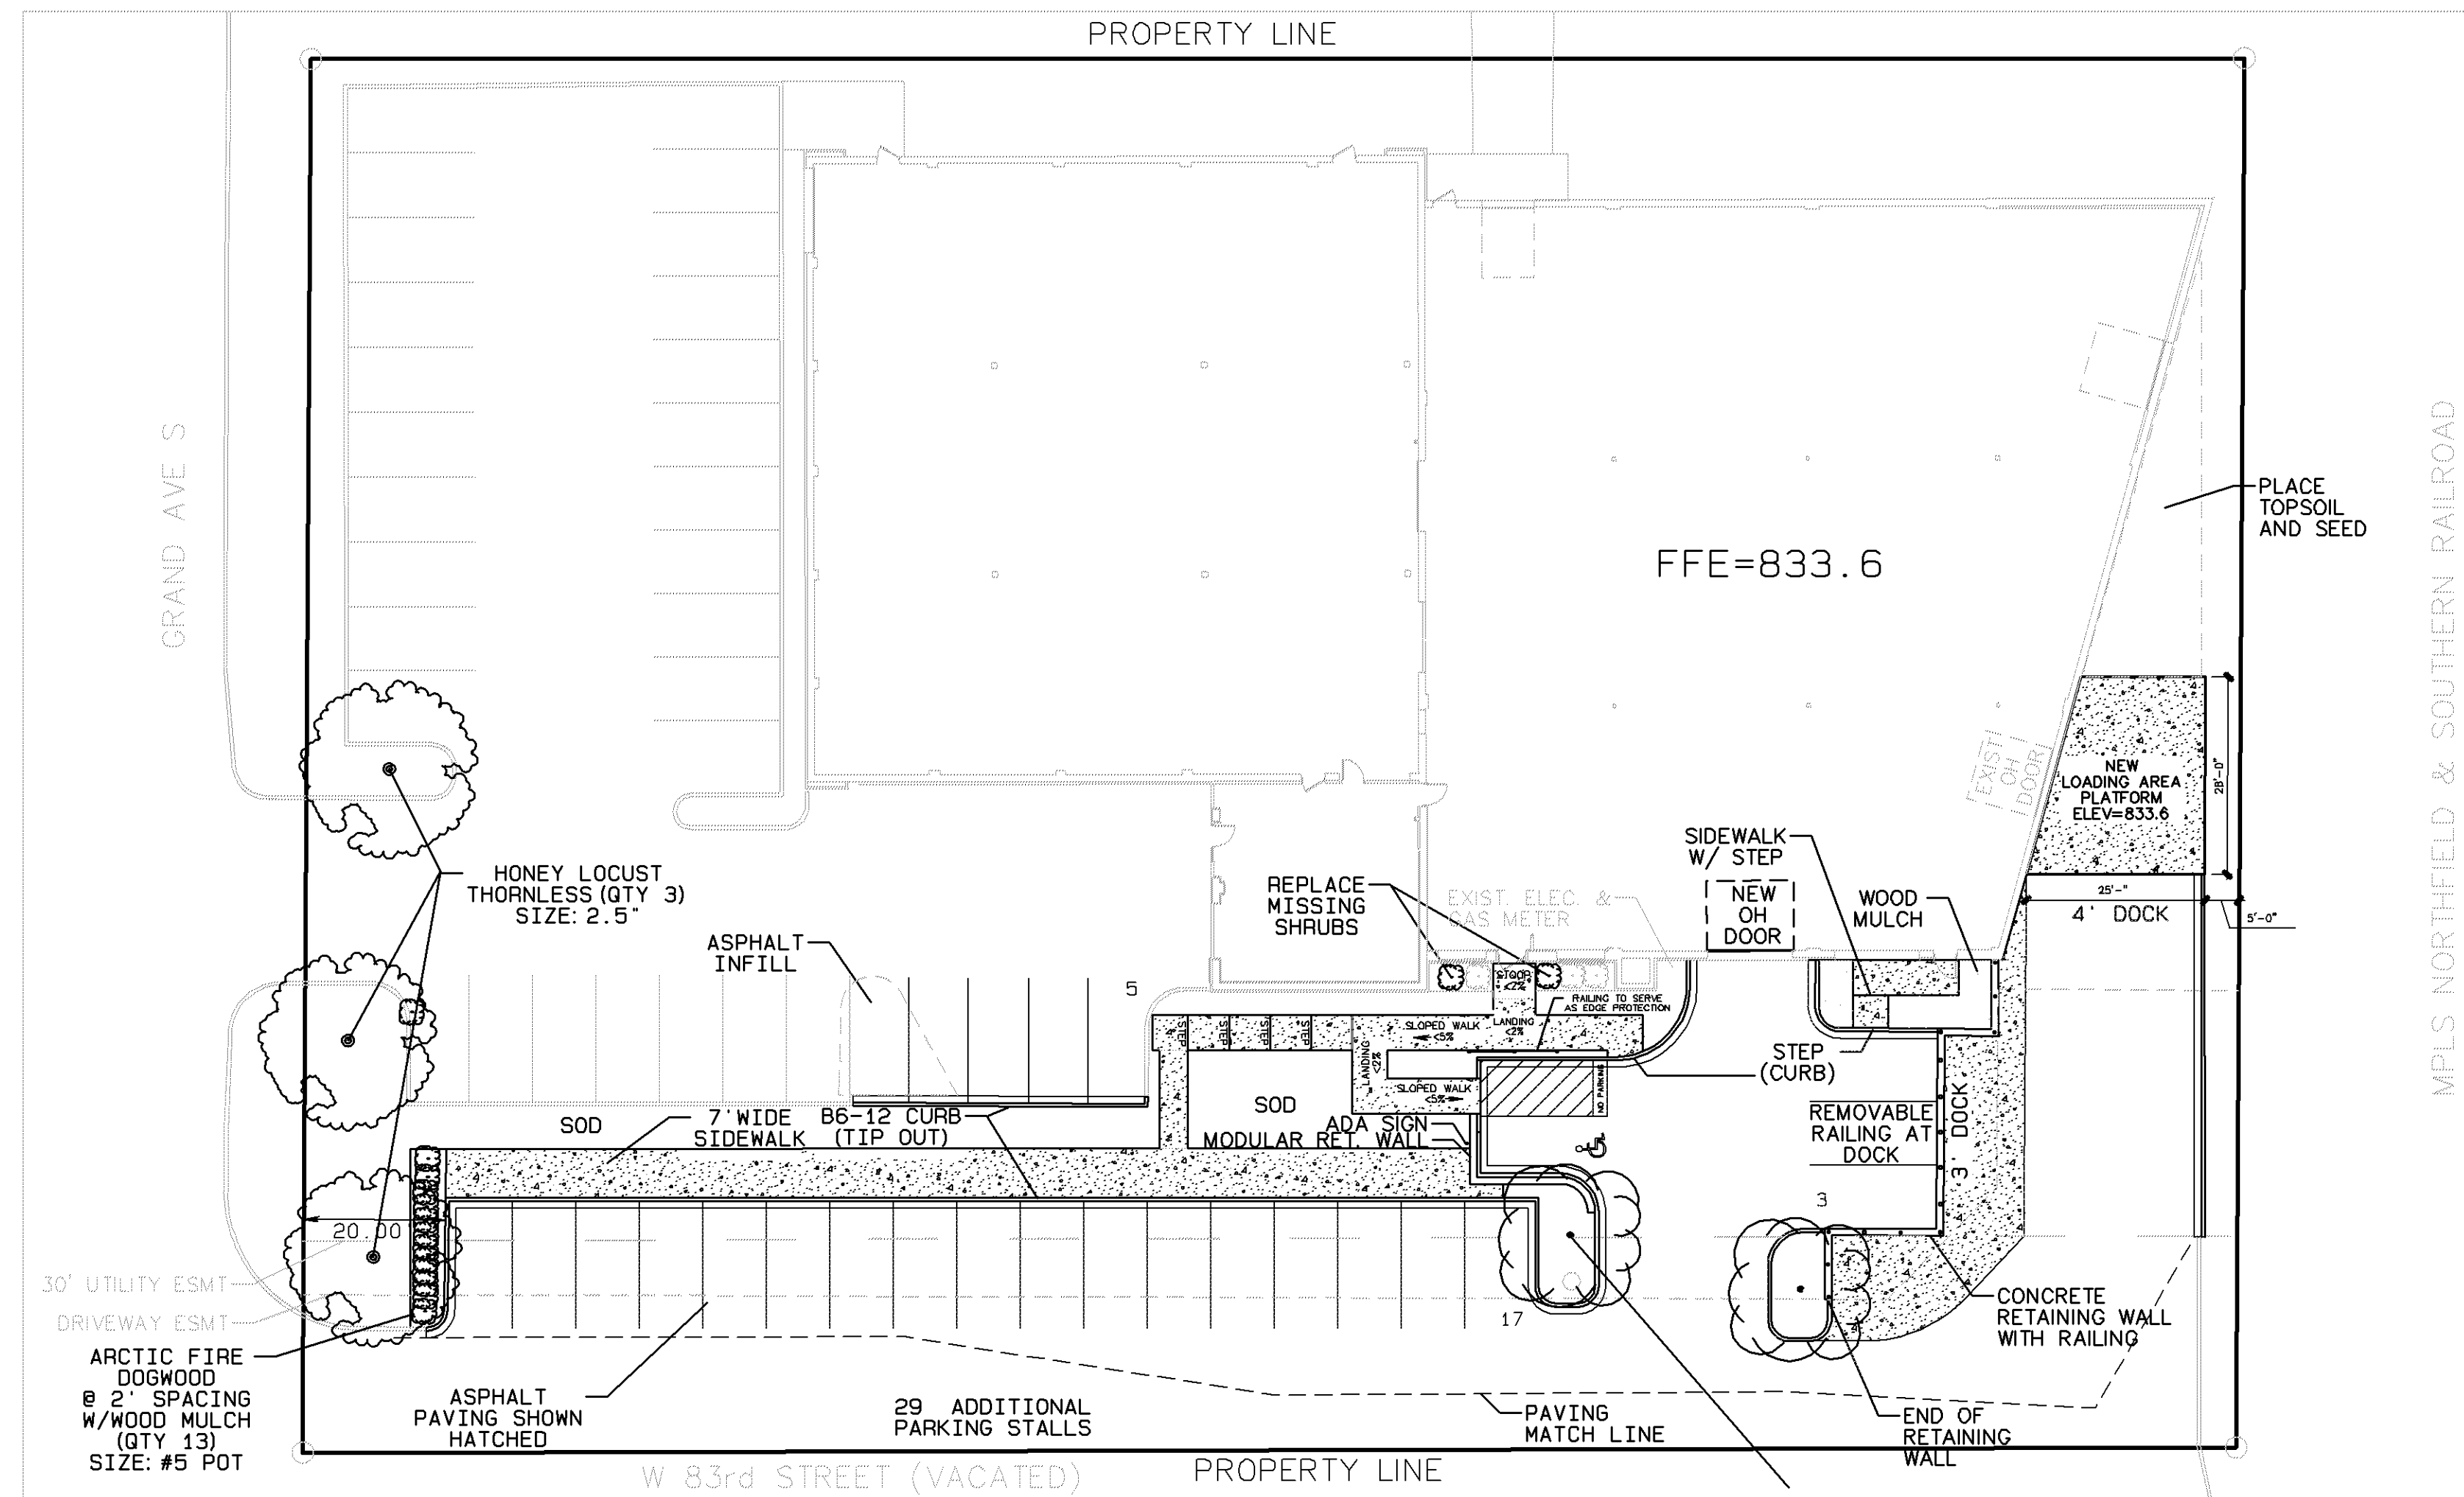 PROPERTY LINE
GRAND AVE S
MPLS NORTHFIELD & SOUTHERN RAILROAD
PLACE
TOPSOIL
AND SEED
FFE=833.6
EXIST
OH
DOOR
NEW
LOADING AREA
PLATFORM
ELEV=833.6
28'-0"
SIDEWALK
W/ STEP
NEW
OH
DOOR
WOOD
MULCH
25'-"
4' DOCK
5'-0"
HONEY LOCUST
THORNLESS (QTY 3)
SIZE: 2.5"
REPLACE
MISSING
SHRUBS
EXIST. ELEC. &
GAS METER
ASPHALT
INFILL
5
STOOP
<2%
RAILING TO SERVE
AS EDGE PROTECTION
STEP
STEP
STEP
STEP
SLOPED WALK
<5%
LANDING
<2%
LANDING
<2%
SLOPED WALK
<5%
NO PARKING
STEP
(CURB)
SOD
SOD
7'WIDE
SIDEWALK
B6-12 CURB
(TIP OUT)
ADA SIGN
MODULAR RET. WALL
REMOVABLE
RAILING AT
DOCK
3' DOCK
3
20.00
30' UTILITY ESMT
DRIVEWAY ESMT
17
CONCRETE
RETAINING WALL
WITH RAILING
ARCTIC FIRE
DOGWOOD
@ 2' SPACING
W/WOOD MULCH
(QTY 13)
SIZE: #5 POT
ASPHALT
PAVING SHOWN
HATCHED
29 ADDITIONAL
PARKING STALLS
PAVING
MATCH LINE
END OF
RETAINING
WALL
W 83rd STREET (VACATED)
PROPERTY LINE